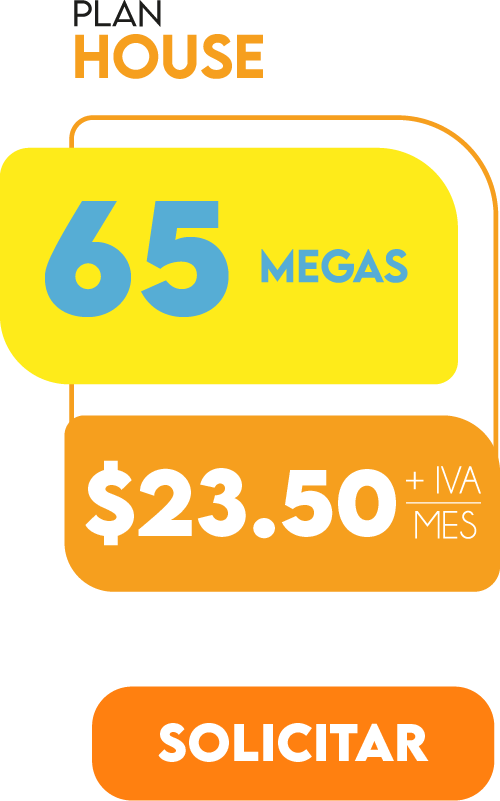 PLAN
HOUSE
65 MEGAS
$23.50 + IVA
MES
SOLICITAR